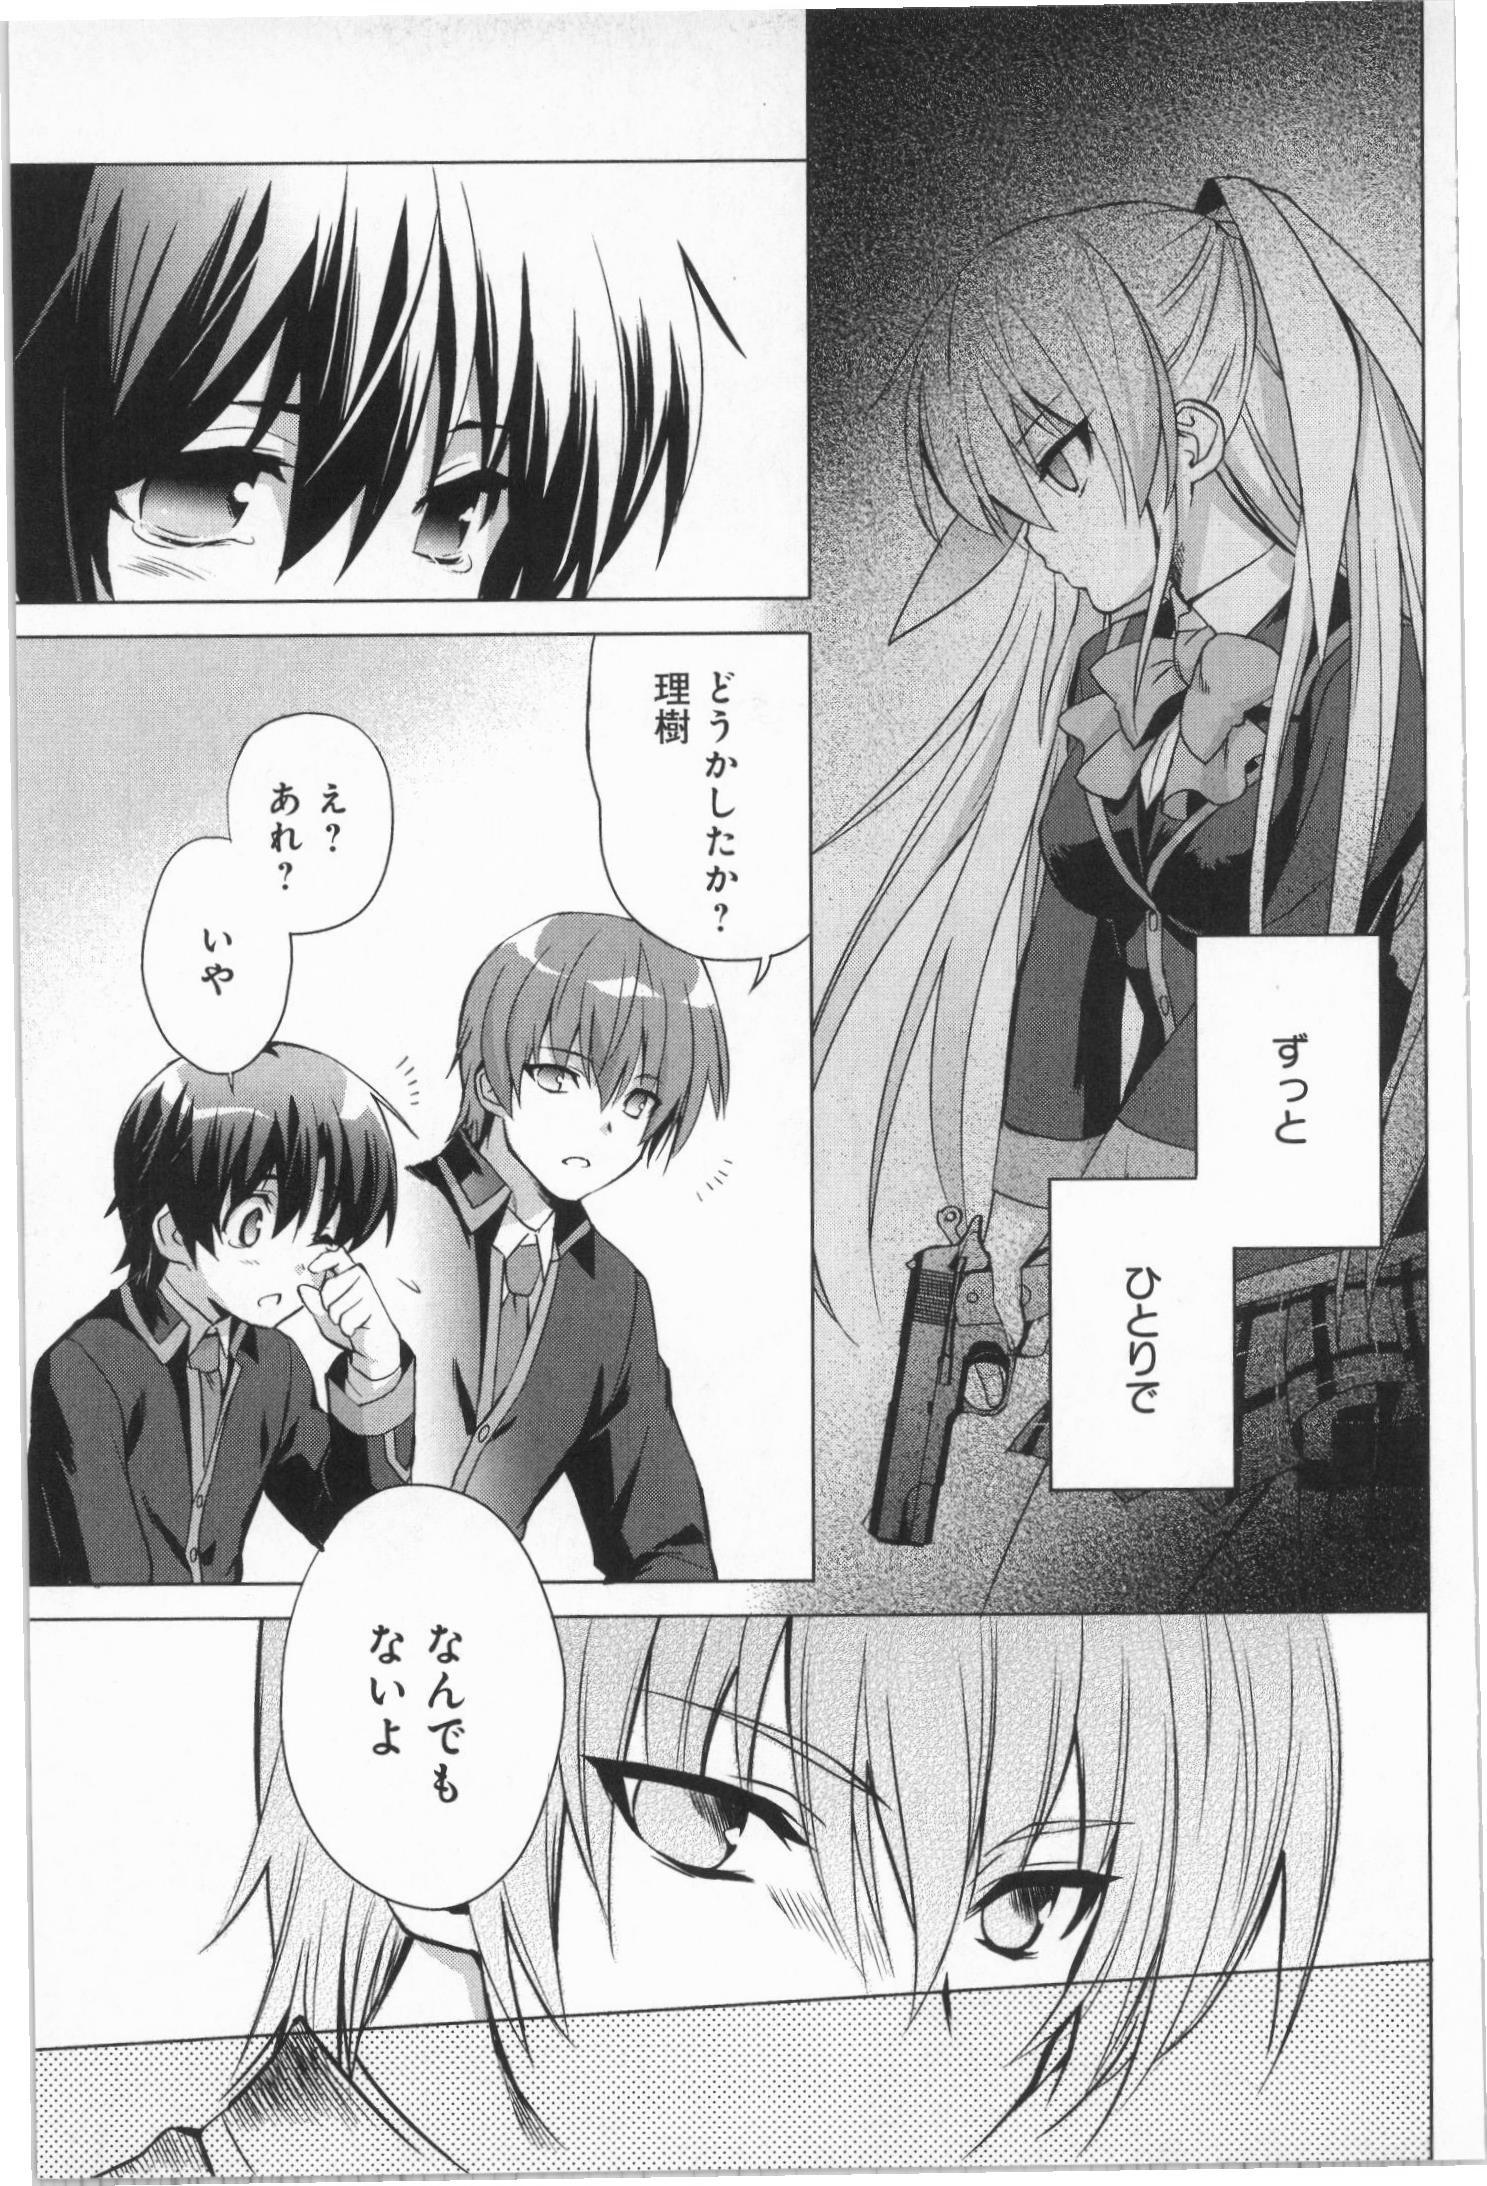 ずっと
ひとりで
どうかしたか?
理樹
え?
あれ?
いや
なんでも
ないよ